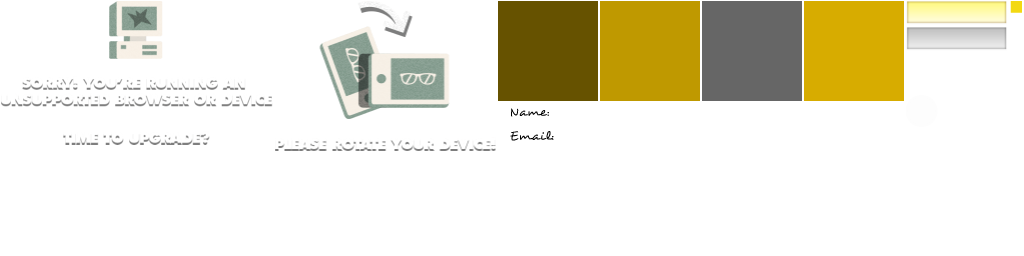 SORRY! YOU'RE RUNNING AN
UNSUPPORTED BROWSER OR DEVICE
TIME TO UPGRADE?
PLEASE ROTATE YOUR DEVICE!
Name:
Email: